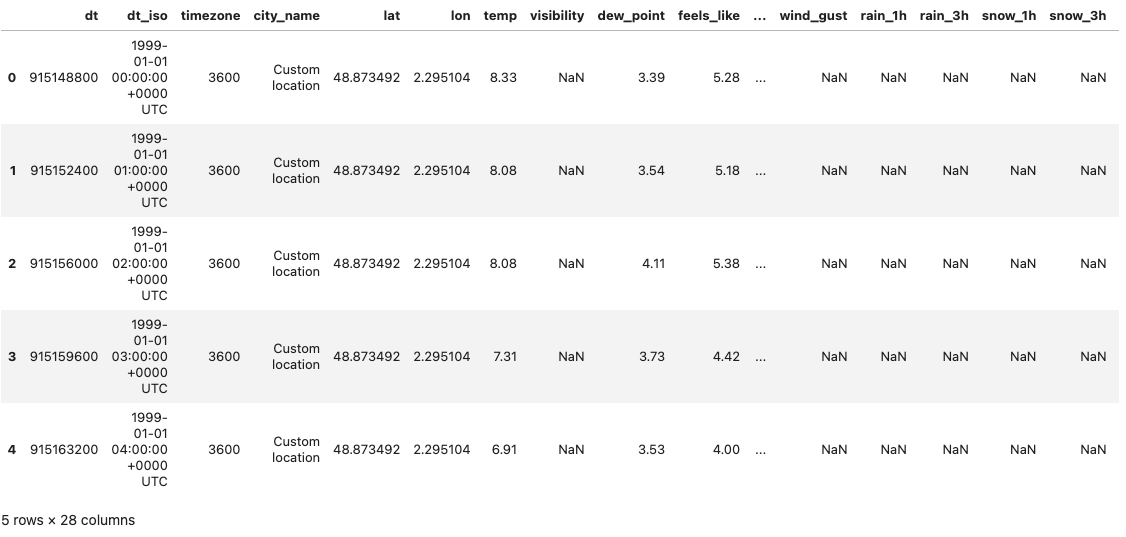 dt dt_iso timezone city_name lat lon temp visibility dew_point feels_like ... wind_gust rain_1h rain_3h snow_1h snow_3h
0 915148800 1999-01-01 00:00:00 +0000 UTC 3600 Custom location 48.873492 2.295104 8.33 NaN 3.39 5.28 ... NaN NaN NaN NaN NaN
1 915152400 1999-01-01 01:00:00 +0000 UTC 3600 Custom location 48.873492 2.295104 8.08 NaN 3.54 5.18 ... NaN NaN NaN NaN NaN
2 915156000 1999-01-01 02:00:00 +0000 UTC 3600 Custom location 48.873492 2.295104 8.08 NaN 4.11 5.38 ... NaN NaN NaN NaN NaN
3 915159600 1999-01-01 03:00:00 +0000 UTC 3600 Custom location 48.873492 2.295104 7.31 NaN 3.73 4.42 ... NaN NaN NaN NaN NaN
4 915163200 1999-01-01 04:00:00 +0000 UTC 3600 Custom location 48.873492 2.295104 6.91 NaN 3.53 4.00 ... NaN NaN NaN NaN NaN
5 rows × 28 columns